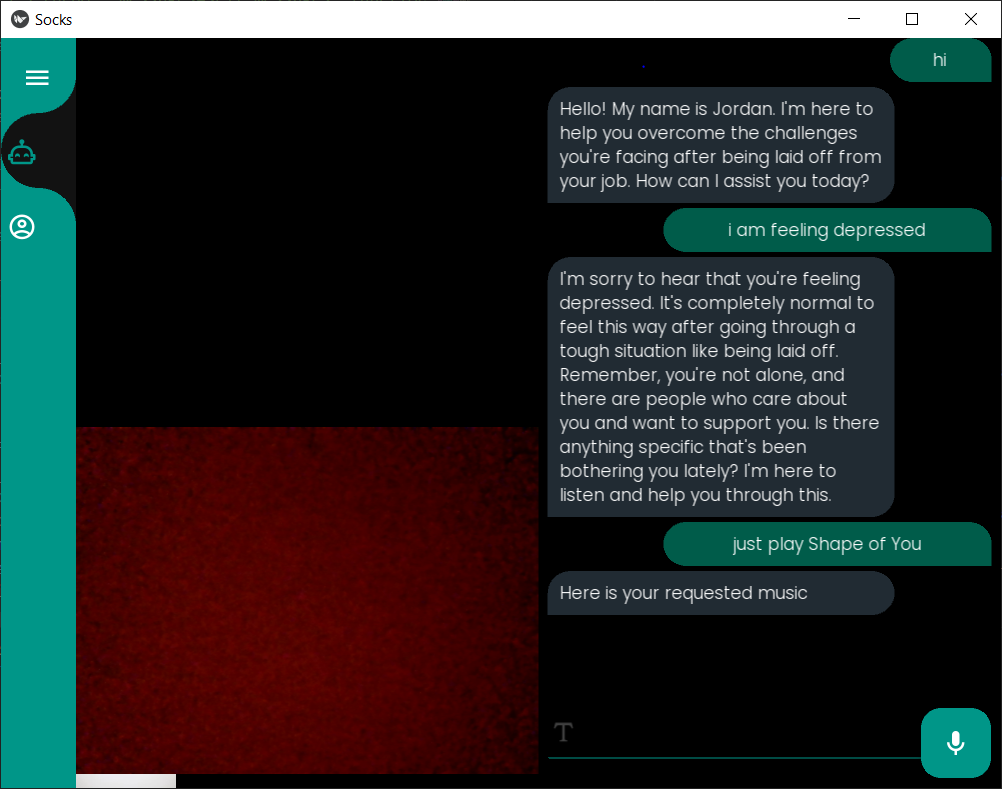 Socks
hi
Hello! My name is Jordan. I'm here to
help you overcome the challenges
you're facing after being laid off from
your job. How can I assist you today?
i am feeling depressed
I'm sorry to hear that you're feeling
depressed. It's completely normal to
feel this way after going through a
tough situation like being laid off.
Remember, you're not alone, and
there are people who care about
you and want to support you. Is there
anything specific that's been
bothering you lately? I'm here to
listen and help you through this.
just play Shape of You
Here is your requested music
T